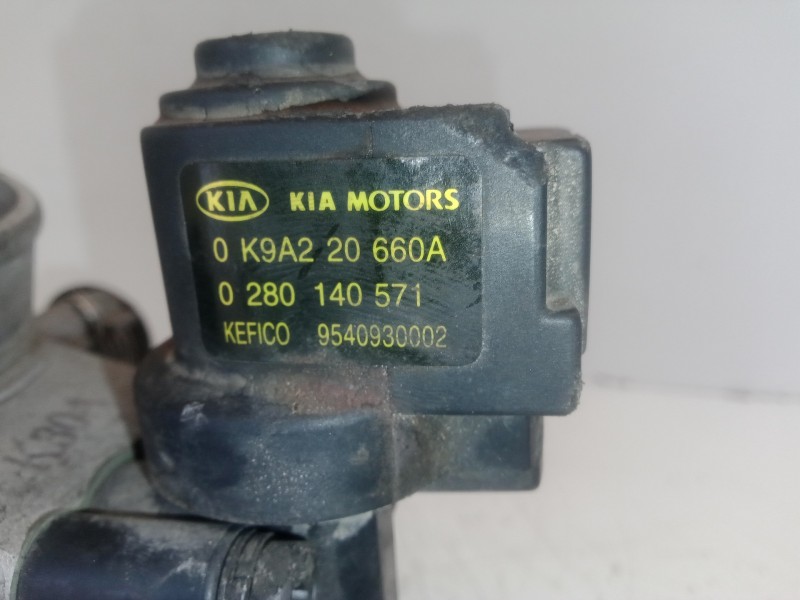 KIA KIA MOTORS
0 K9A2 20 660A
0 280 140 571
KEFICO 9540930002